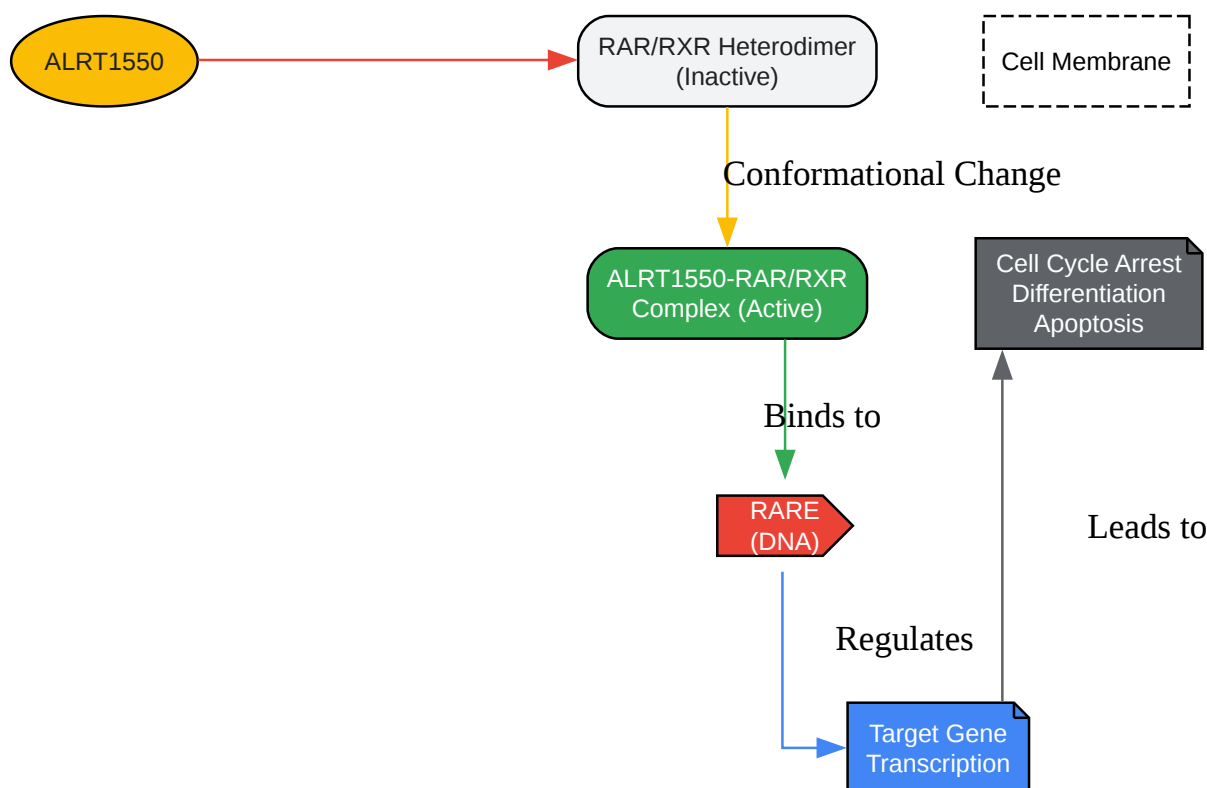 ALRT1550
RAR/RXR Heterodimer
(Inactive)
Cell Membrane
Conformational Change
ALRT1550-RAR/RXR
Complex (Active)
Cell Cycle Arrest
Differentiation
Apoptosis
Binds to
RARE
(DNA)
Leads to
Regulates
Target Gene
Transcription